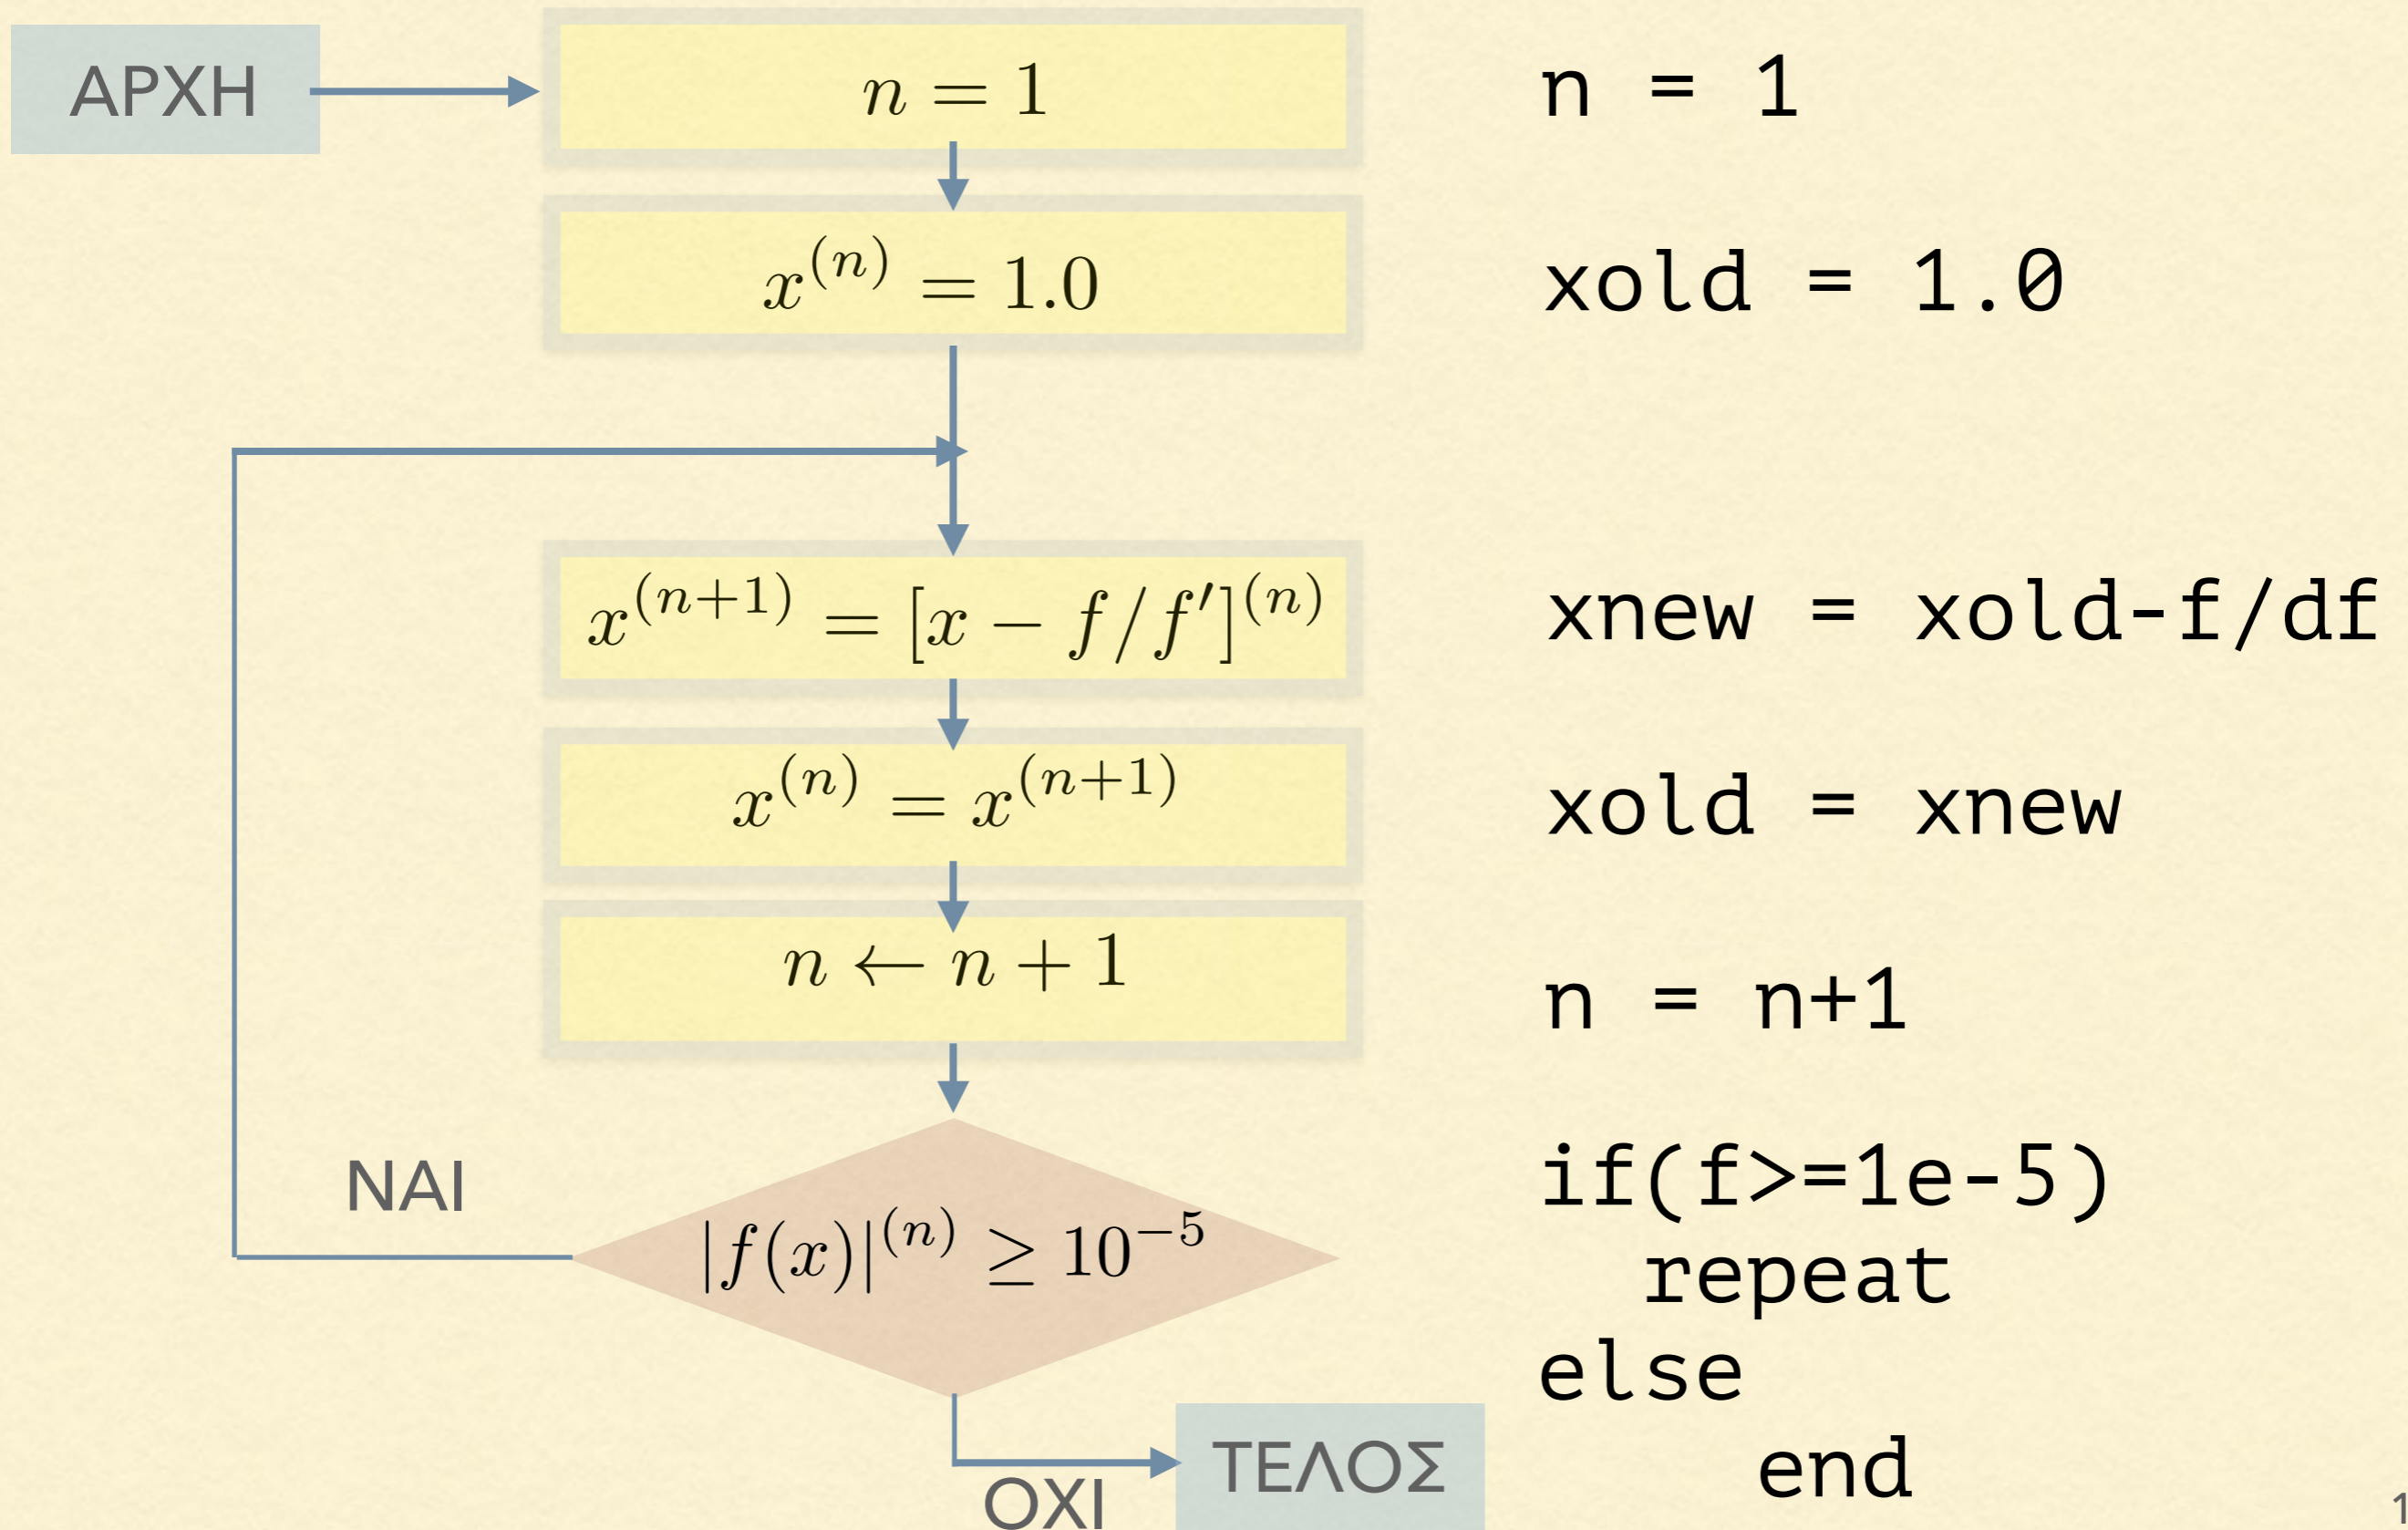 ΑΡΧΗ
n = 1
x^{(n)} = 1.0
x^{(n+1)} = [x − f/f′]^{(n)}
x^{(n)} = x^{(n+1)}
n ← n + 1
|f(x)|^{(n)} ≥ 10^{−5}
ΝΑΙ
ΟΧΙ
ΤΕΛΟΣ
n = 1
xold = 1.0
xnew = xold-f/df
xold = xnew
n = n+1
if(f>=1e-5)
repeat
else
end